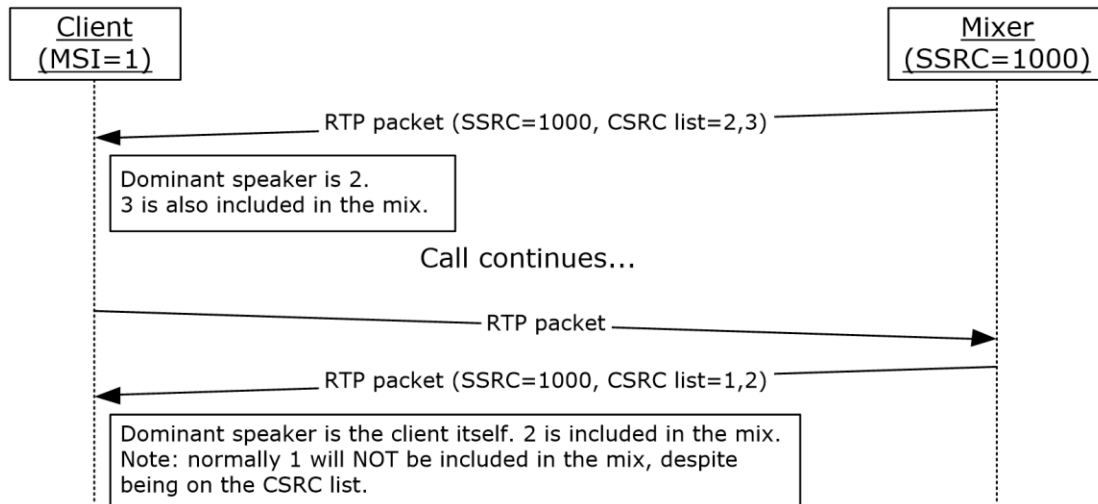 Client
(MSI=1)
Mixer
(SSRC=1000)
RTP packet (SSRC=1000, CSRC list=2,3)
Dominant speaker is 2.
3 is also included in the mix.
Call continues...
RTP packet
RTP packet (SSRC=1000, CSRC list=1,2)
Dominant speaker is the client itself. 2 is included in the mix.
Note: normally 1 will NOT be included in the mix, despite
being on the CSRC list.